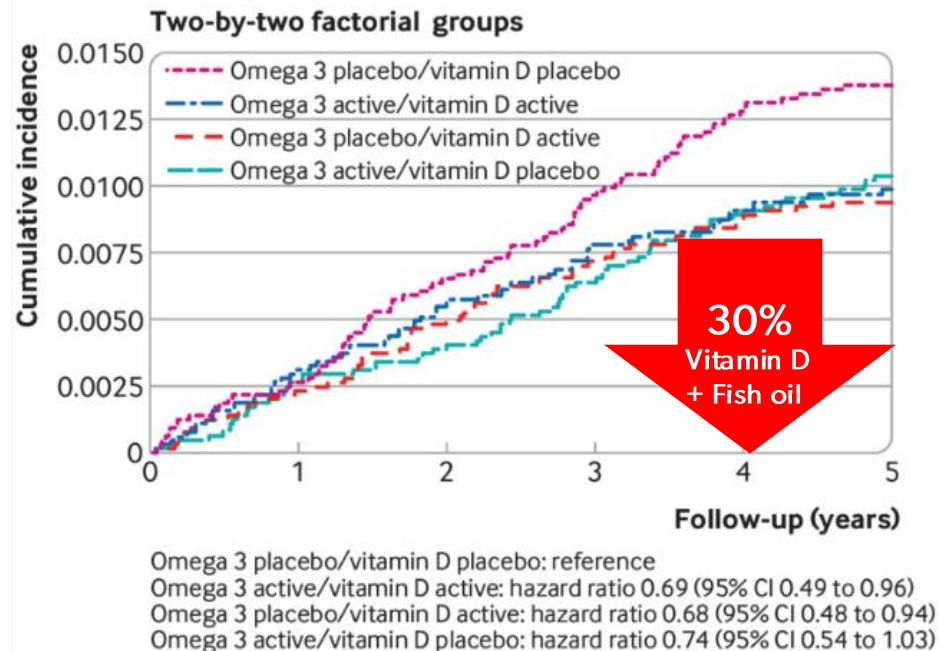 Two-by-two factorial groups
Cumulative incidence
0.0150
0.0125
0.0100
0.0075
0.0050
0.0025
0
Omega 3 placebo/vitamin D placebo
Omega 3 active/vitamin D active
Omega 3 placebo/vitamin D active
Omega 3 active/vitamin D placebo
30%
Vitamin D
+ Fish oil
0 1 2 3 4 5
Follow-up (years)
Omega 3 placebo/vitamin D placebo: reference
Omega 3 active/vitamin D active: hazard ratio 0.69 (95% CI 0.49 to 0.96)
Omega 3 placebo/vitamin D active: hazard ratio 0.68 (95% CI 0.48 to 0.94)
Omega 3 active/vitamin D placebo: hazard ratio 0.74 (95% CI 0.54 to 1.03)